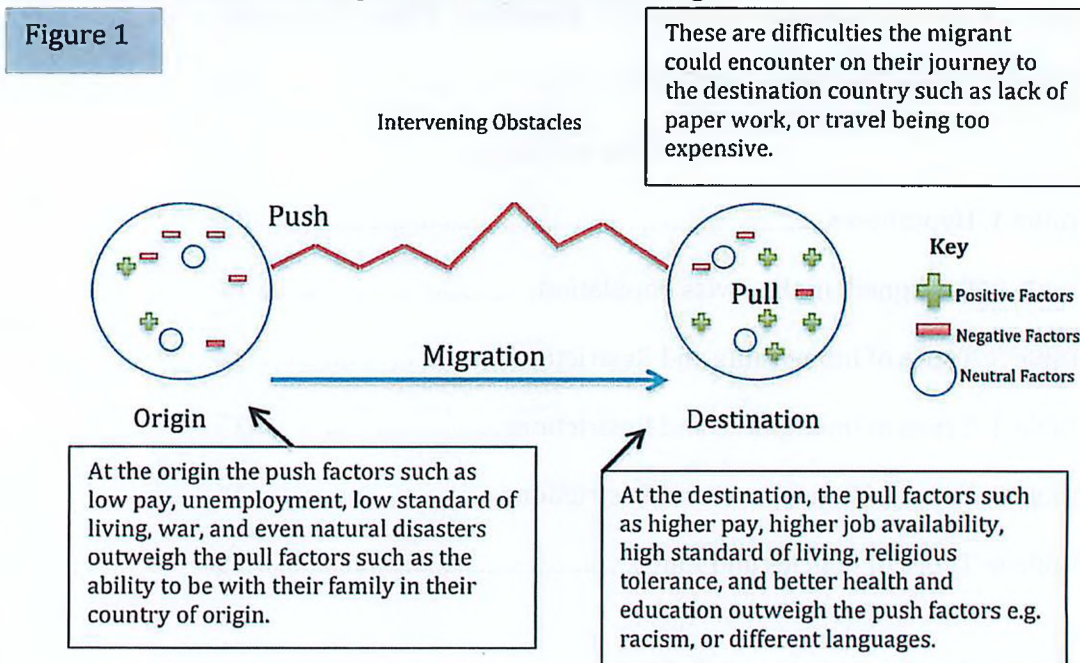 Figure 1
These are difficulties the migrant
could encounter on their journey to
the destination country such as lack of
paper work, or travel being too
expensive.
Intervening Obstacles
Push
Pull
Key
Positive Factors
Negative Factors
Neutral Factors
Migration
Origin
Destination
At the origin the push factors such as
low pay, unemployment, low standard of
living, war, and even natural disasters
outweigh the pull factors such as the
ability to be with their family in their
country of origin.
At the destination, the pull factors such
as higher pay, higher job availability,
high standard of living, religious
tolerance, and better health and
education outweigh the push factors e.g.
racism, or different languages.